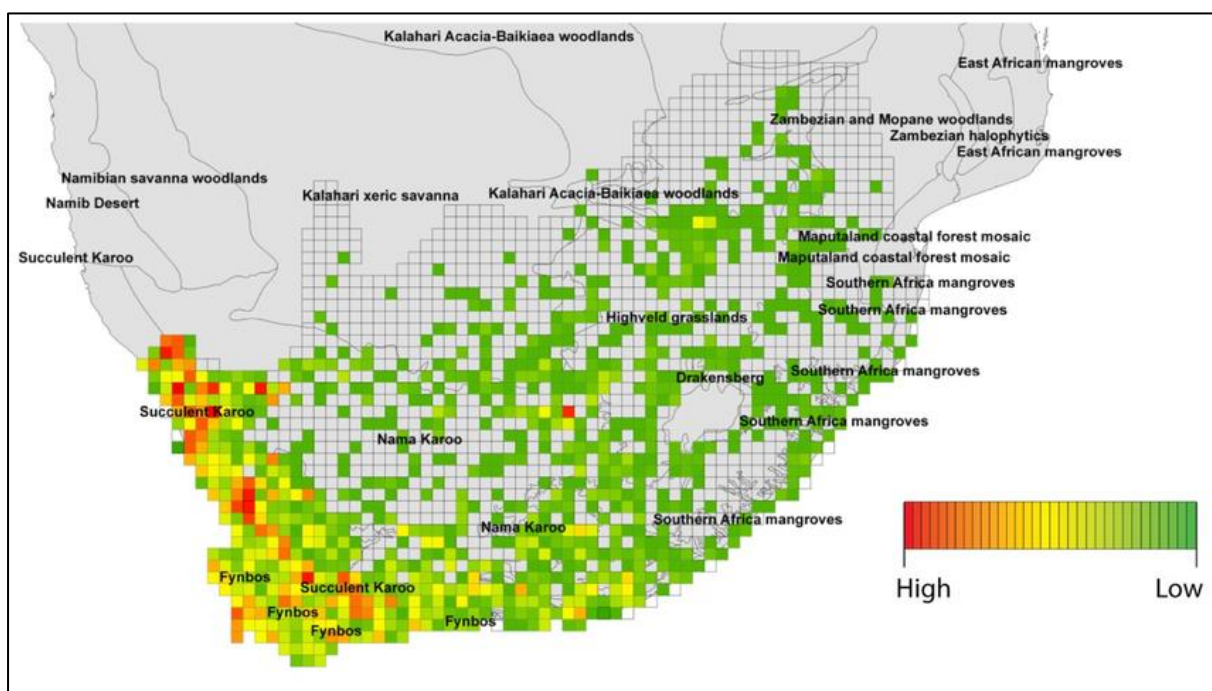 Kalahari Acacia-Baikiaea woodlands
East African mangroves
Zambezian and Mopane woodlands
Zambezian halophytics
East African mangroves
Namibian savanna woodlands
Kalahari xeric savanna
Kalahari Acacia-Baikiaea woodlands
Namib Desert
Maputaland coastal forest mosaic
Succulent Karoo
Maputaland coastal forest mosaic
Southern Africa mangroves
Southern Africa mangroves
Highveld grasslands
Southern Africa mangroves
Drakensberg
Succulent Karoo
Southern Africa mangroves
Nama Karoo
Southern Africa mangroves
Nama Karoo
Fynbos
Succulent Karoo
Fynbos
Fynbos
Fynbos
High
Low